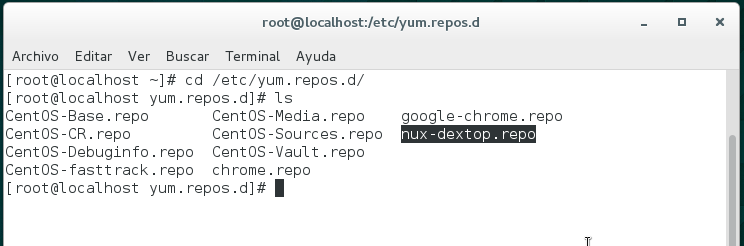 root@localhost:/etc/yum.repos.d
Archivo Editar Ver Buscar Terminal Ayuda
[root@localhost ~]# cd /etc/yum.repos.d/
[root@localhost yum.repos.d]# ls
CentOS-Base.repo CentOS-Media.repo google-chrome.repo
CentOS-CR.repo CentOS-Sources.repo nux-dextop.repo
CentOS-Debuginfo.repo CentOS-Vault.repo
CentOS-fasttrack.repo chrome.repo
[root@localhost yum.repos.d]#